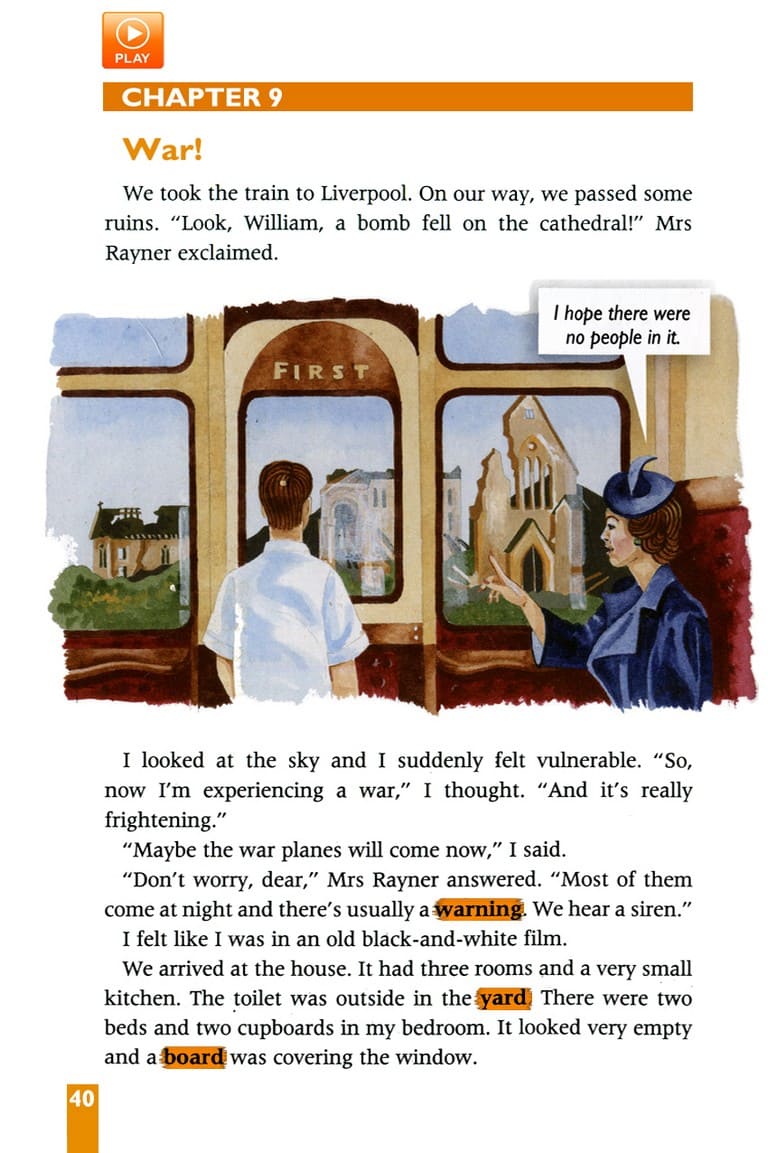 PLAY
CHAPTER 9
War!
We took the train to Liverpool. On our way, we passed some
ruins. “Look, William, a bomb fell on the cathedral!” Mrs
Rayner exclaimed.
I hope there were
no people in it.
FIRST
I looked at the sky and I suddenly felt vulnerable. “So,
now I’m experiencing a war,” I thought. “And it’s really
frightening.”
“Maybe the war planes will come now,” I said.
“Don’t worry, dear,” Mrs Rayner answered. “Most of them
come at night and there’s usually a warning. We hear a siren.”
I felt like I was in an old black-and-white film.
We arrived at the house. It had three rooms and a very small
kitchen. The toilet was outside in the yard. There were two
beds and two cupboards in my bedroom. It looked very empty
and a board was covering the window.
40